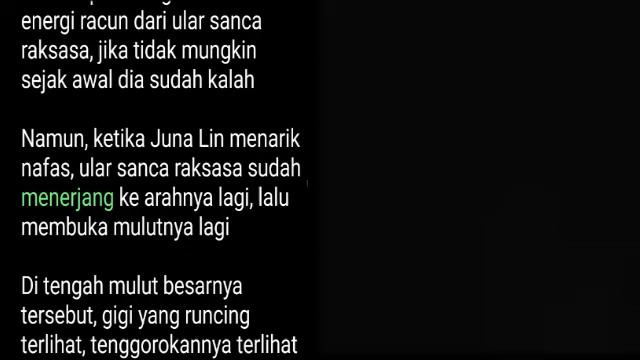 energi racun dari ular sanca
raksasa, jika tidak mungkin
sejak awal dia sudah kalah
Namun, ketika Juna Lin menarik
nafas, ular sanca raksasa sudah
menerjang ke arahnya lagi, lalu
membuka mulutnya lagi
Di tengah mulut besarnya
tersebut, gigi yang runcing
terlihat, tenggorokannya terlihat